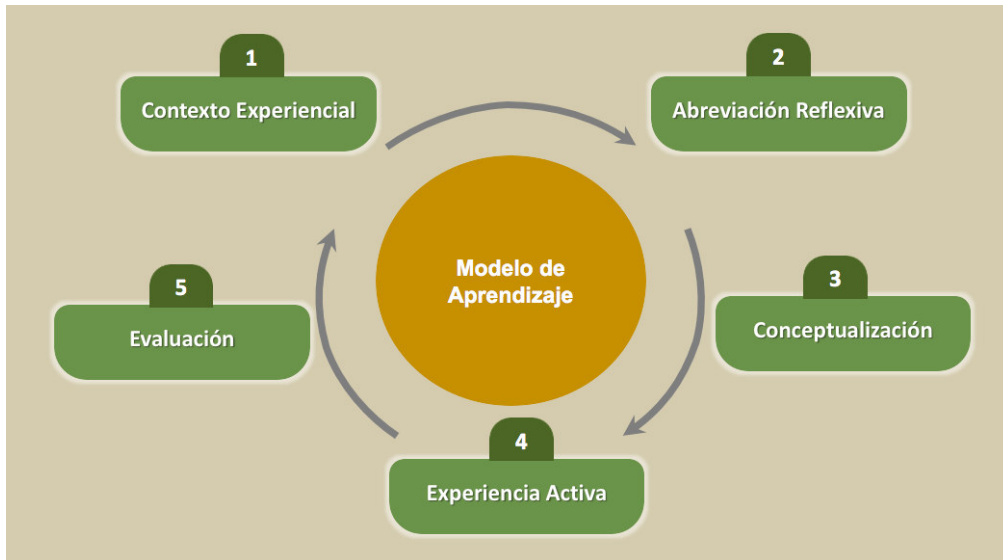 1
Contexto Experiencial
2
Abreviación Reflexiva
Modelo de
Aprendizaje
3
Conceptualización
5
Evaluación
4
Experiencia Activa